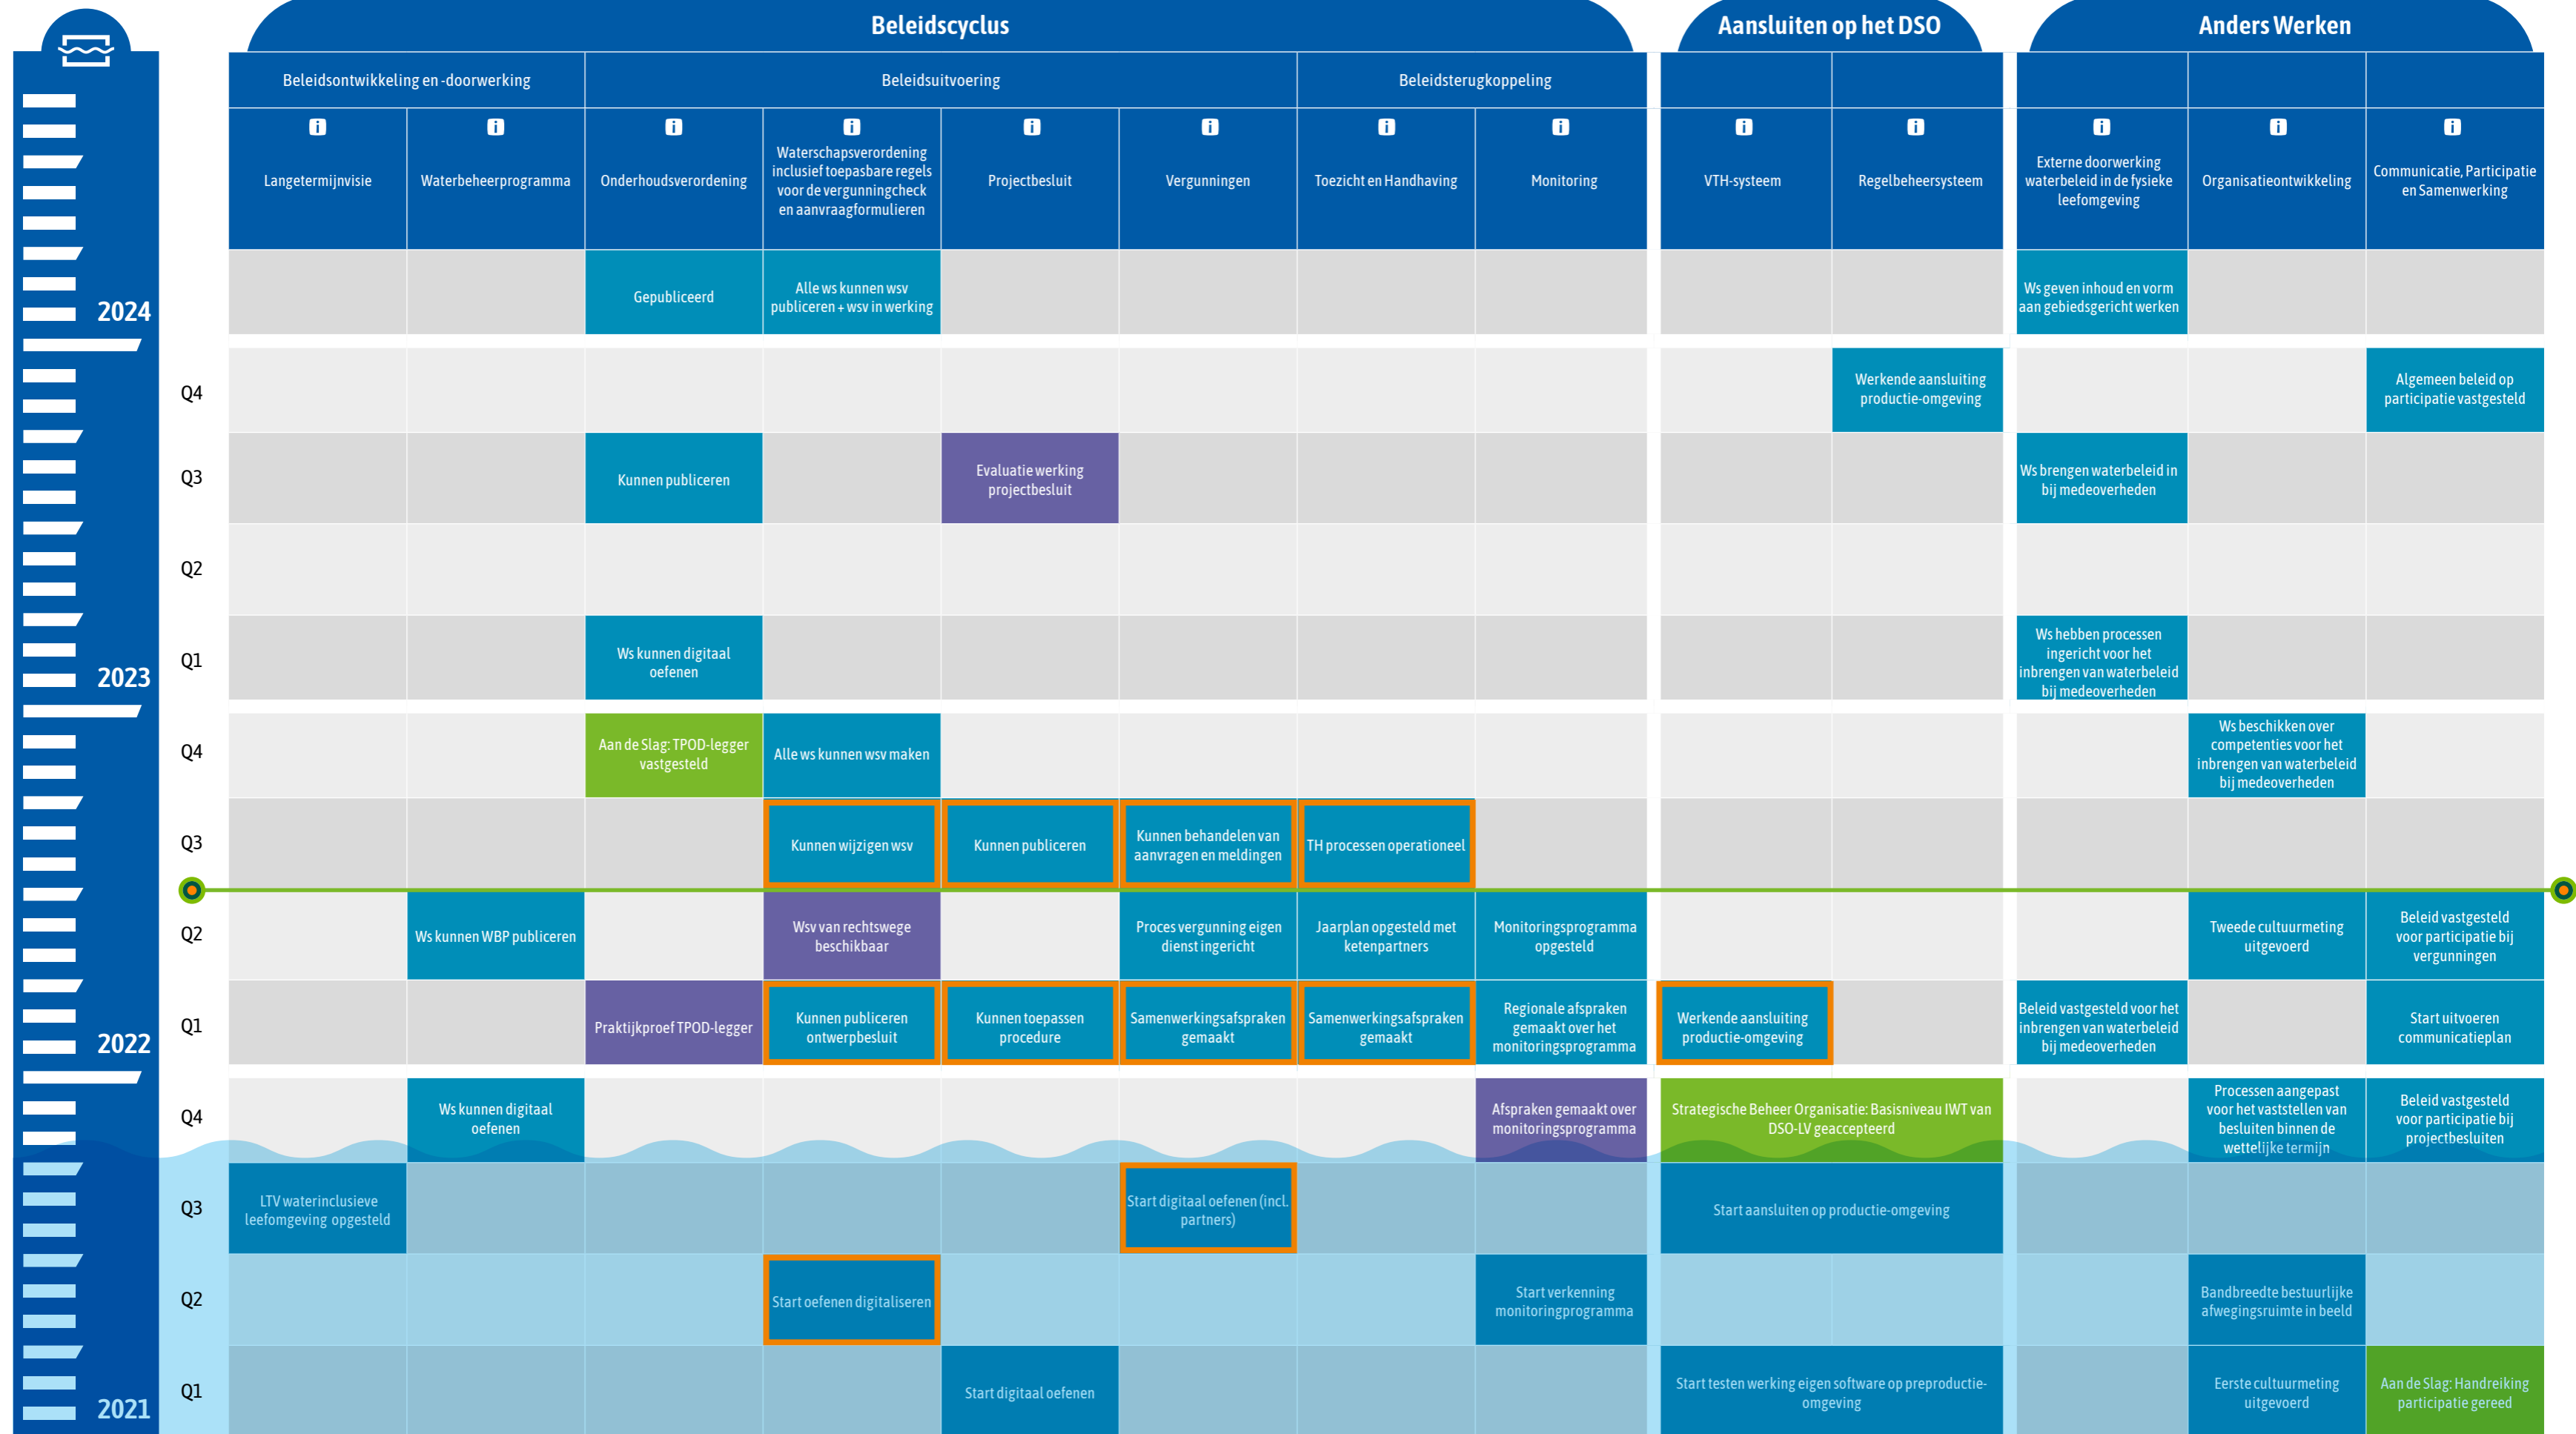 Beleidscyclus
Aansluiten op het DSO
Anders Werken
Beleidsontwikkeling en -doorwerking
Beleidsuitvoering
Beleidsterugkoppeling
Langetermijnvisie
Waterbeheerprogramma
Onderhoudsverordening
Waterschapsverordening
inclusief toepasbare regels
voor de vergunningcheck
en aanvraagformulieren
Projectbesluit
Vergunningen
Toezicht en Handhaving
Monitoring
VTH-systeem
Regelbeheersysteem
Externe doorwerking
waterbeleid in de fysieke
leefomgeving
Organisatieontwikkeling
Communicatie, Participatie
en Samenwerking
2024
Gepubliceerd
Alle ws kunnen wsv
publiceren + wsv in werking
Ws geven inhoud en vorm
aan gebiedsgericht werken
Q4
Werkende aansluiting
productie-omgeving
Algemeen beleid op
participatie vastgesteld
Q3
Kunnen publiceren
Evaluatie werking
projectbesluit
Ws brengen waterbeleid in
bij medeoverheden
Q2
2023
Q1
Ws kunnen digitaal
oefenen
Ws hebben processen
ingericht voor het
inbrengen van waterbeleid
bij medeoverheden
Q4
Aan de Slag: TPOD-legger
vastgesteld
Alle ws kunnen wsv maken
Ws beschikken over
competenties voor het
inbrengen van waterbeleid
bij medeoverheden
Q3
Kunnen wijzigen wsv
Kunnen publiceren
Kunnen behandelen van
aanvragen en meldingen
TH processen operationeel
Q2
Ws kunnen WBP publiceren
Wsv van rechtswege
beschikbaar
Proces vergunning eigen
dienst ingericht
Jaarplan opgesteld met
ketenpartners
Monitoringsprogramma
opgesteld
Tweede cultuurmeting
uitgevoerd
Beleid vastgesteld
voor participatie bij
vergunningen
2022
Q1
Praktijkproef TPOD-legger
Kunnen publiceren
ontwerpbesluit
Kunnen toepassen
procedure
Samenwerkingsafspraken
gemaakt
Samenwerkingsafspraken
gemaakt
Regionale afspraken
gemaakt over het
monitoringsprogramma
Werkende aansluiting
productie-omgeving
Beleid vastgesteld voor het
inbrengen van waterbeleid
bij medeoverheden
Start uitvoeren
communicatieplan
Q4
Ws kunnen digitaal
oefenen
Afspraken gemaakt over
monitoringsprogramma
Strategische Beheer Organisatie: Basisniveau IWT van
DSO-LV geaccepteerd
Processen aangepast
voor het vaststellen van
besluiten binnen de
wettelijke termijn
Beleid vastgesteld
voor participatie bij
projectbesluiten
Q3
LTV waterinclusieve
leefomgeving opgesteld
Start digitaal oefenen (incl.
partners)
Start aansluiten op productie-omgeving
Q2
Start oefenen digitaliseren
Start verkenning
monitoringprogramma
Bandbreedte bestuurlijke
afwegingsruimte in beeld
2021
Q1
Start digitaal oefenen
Start testen werking eigen software op preproductie-
omgeving
Eerste cultuurmeting
uitgevoerd
Aan de Slag: Handreiking
participatie gereed